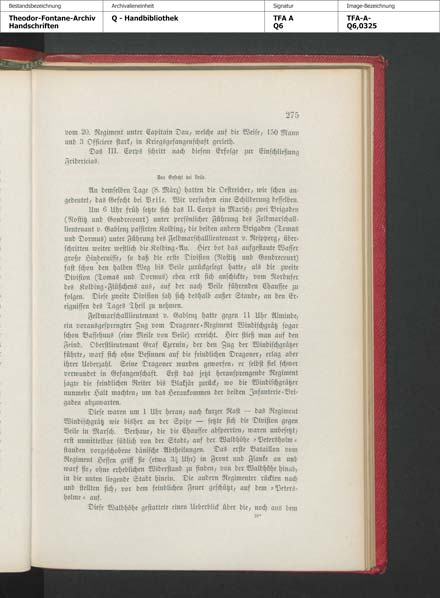 Bestandsbezeichnung
Archivalieneinheit
Signatur
Image-Bezeichnung
Theodor-Fontane-Archiv
Handschriften
Q - Handbibliothek
TFA A
Q6
TFA-A-
Q6,0325
275
vom 20. Regiment unter Capitain Dau, welche auf die Weise, 150 Mann
und 3 Officiere stark, in Kriegsgefangenschaft gerieth.
Das III. Corps schritt nach diesem Erfolge zur Einschließung
Fridericias.
Das Gefecht bei Veile.
An demselben Tage (8. März) hatten die Oestreicher, wie schon an-
gedeutet, das Gefecht bei Veile. Wir versuchen eine Schilderung desselben.
Um 6 Uhr früh setzte sich das II. Corps in Marsch; zwei Brigaden
(Nostitz und Gondrecourt) unter persönlicher Führung des Feldmarschall-
lieutenant v. Gablenz passirten Kolding, die beiden andern Brigaden (Tomas
und Dormus) unter Führung des Feldmarschalllieutenant v. Neipperg, über-
schritten weiter westlich die Kolding-Au. Hier bot das aufgestaute Wasser
große Hindernisse, so daß die erste Division (Nostitz und Gondrecourt)
fast schon den halben Weg bis Veile zurückgelegt hatte, als die zweite
Division (Tomas und Dormus) eben erst sich anschickte, vom Nordufer
des Kolding-Flüßchens aus, auf der nach Veile führenden Chaussee zu
folgen. Diese zweite Division sah sich deshalb außer Stande, an den Er-
eignissen des Tages Theil zu nehmen.
Feldmarschalllieutenant v. Gablenz hatte gegen 11 Uhr Alminde,
ein vorausgesprengter Zug vom Dragoner-Regiment Windischgrätz sogar
schon (eine Meile von Veile) erreicht. Hier stieß man auf den
Feind. Oberstlieutenant Graf Czernin, der den Zug der Windischgrätzer
führte, warf sich ohne Besinnen auf die feindlichen Dragoner, erlag aber
ihrer Ueberzahl. Seine Dragoner wurden geworfen; er selbst fiel schwer
verwundet in Gefangenschaft. Erst das jetzt heransprengende Regiment
jagte die feindlichen Reiter bis zurück, wo die Windischgrätzer
nunmehr Halt machten, um das Herankommen der beiden Infanterie-Bri-
gaden abzuwarten.
Diese waren um 1 Uhr heran; nach kurzer Rast — das Regiment
Windischgrätz wie bisher an der Spitze — setzte sich die Division gegen
Veile in Marsch. Verhaue, die die Chaussee absperrten, waren unbesetzt;
erst unmittelbar südlich von der Stadt, auf der Waldhöhe »Petersholm«
standen vorgeschobene dänische Abtheilungen. Das erste Bataillon vom
Regiment Hessen griff sie (etwa 3½ Uhr) in Front und Flanke an und
warf sie, ohne erheblichen Widerstand zu finden, von der Waldhöhe hinab,
in die unten liegende Stadt hinein. Die andern Regimenter rückten nach
und stellten sich, vor dem feindlichen Feuer geschützt, auf dem »Peters-
holme« auf.
Diese Waldhöhe gestattete einen Ueberblick über die, noch aus dem